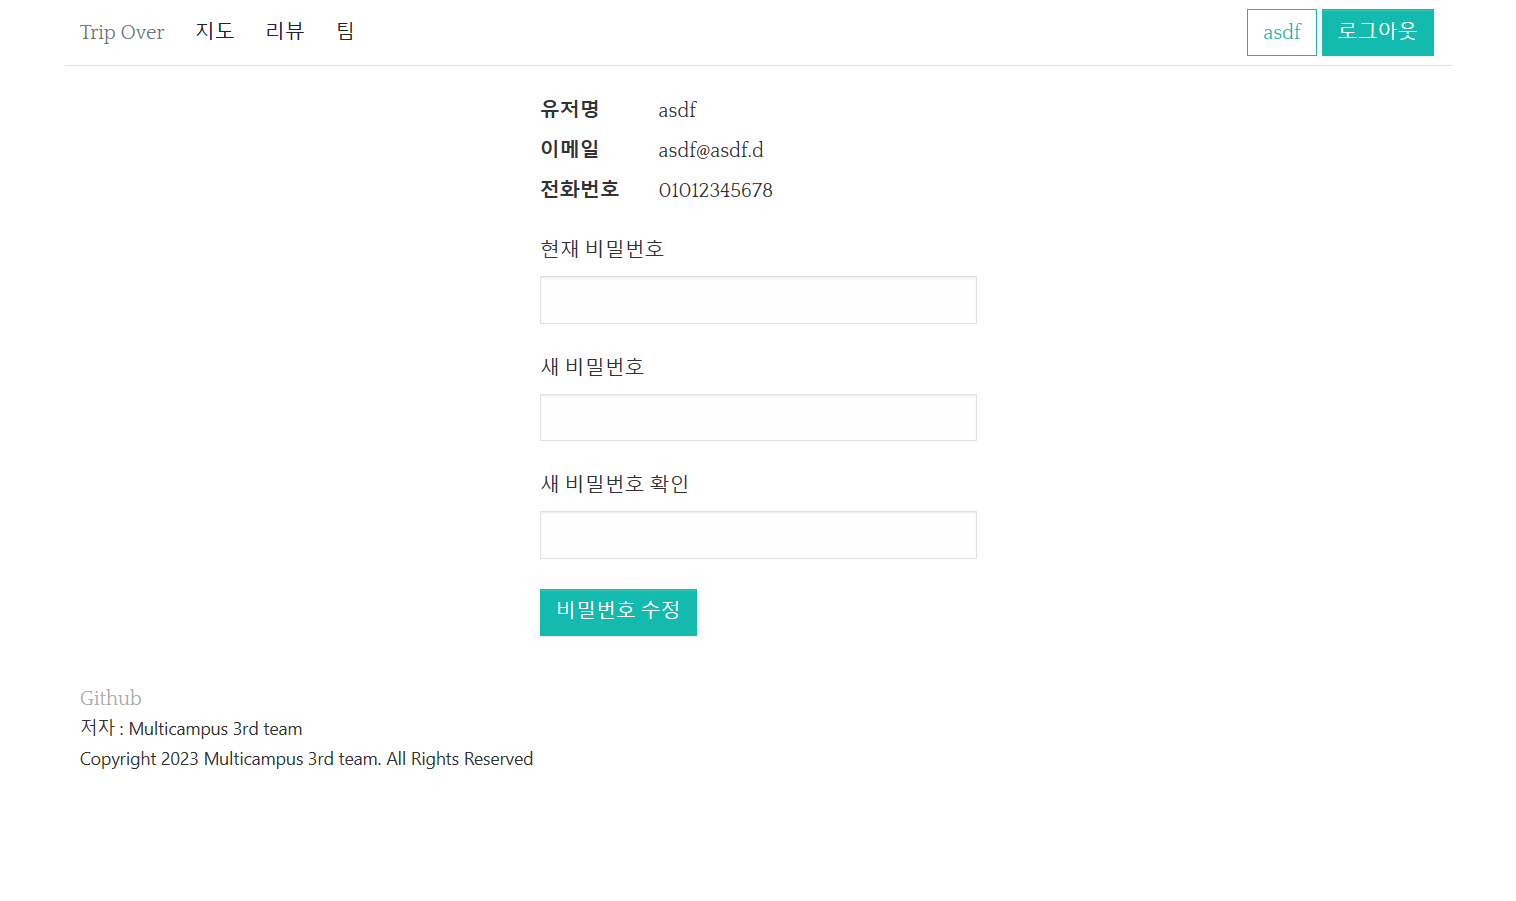 Trip Over 지도 리뷰 팀 asdf 로그아웃
유저명 asdf
이메일 asdf@asdf.d
전화번호 01012345678
현재 비밀번호
새 비밀번호
새 비밀번호 확인
비밀번호 수정
Github
저자 : Multicampus 3rd team
Copyright 2023 Multicampus 3rd team. All Rights Reserved